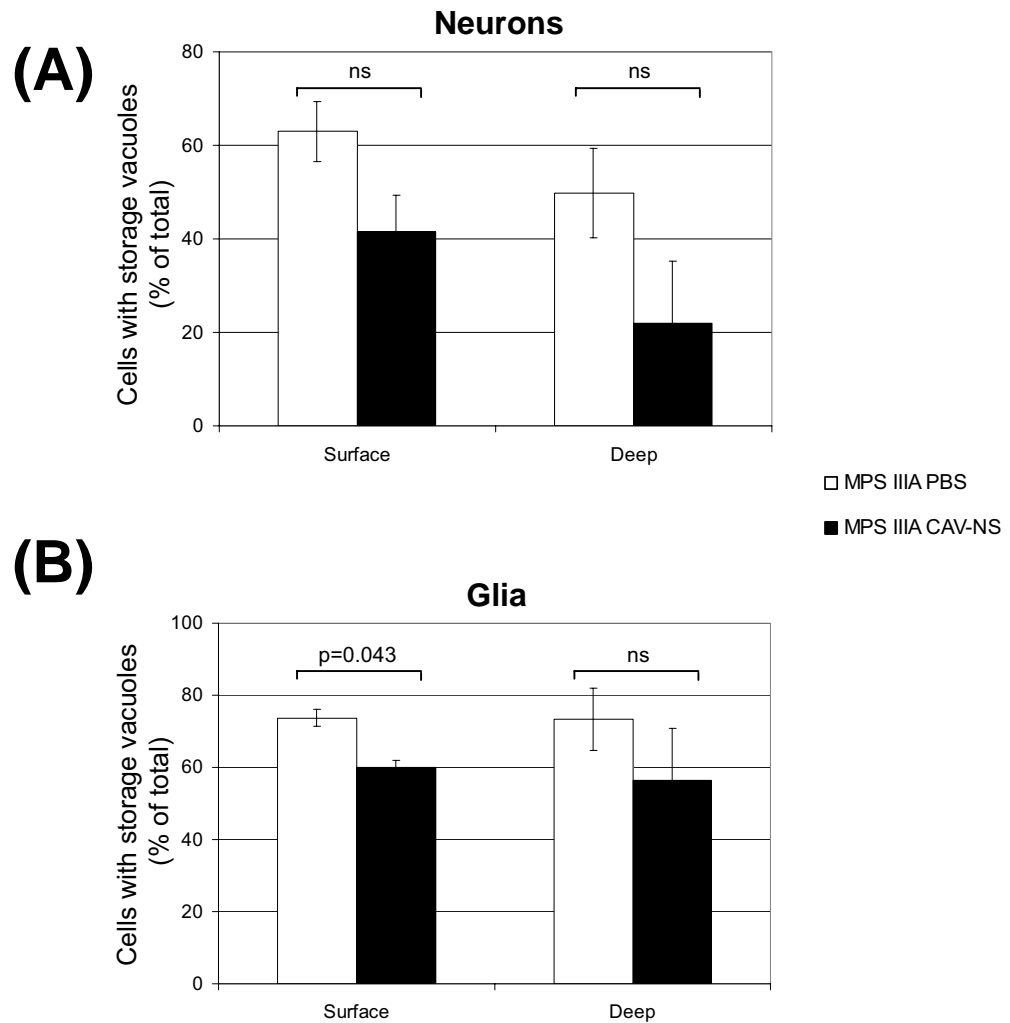 (A)
Neurons
Cells with storage vacuoles
(% of total)
80
60
40
20
0
ns
ns
Surface
Deep
MPS IIIA PBS
MPS IIIA CAV-NS
(B)
Glia
Cells with storage vacuoles
(% of total)
100
80
60
40
20
0
p=0.043
ns
Surface
Deep